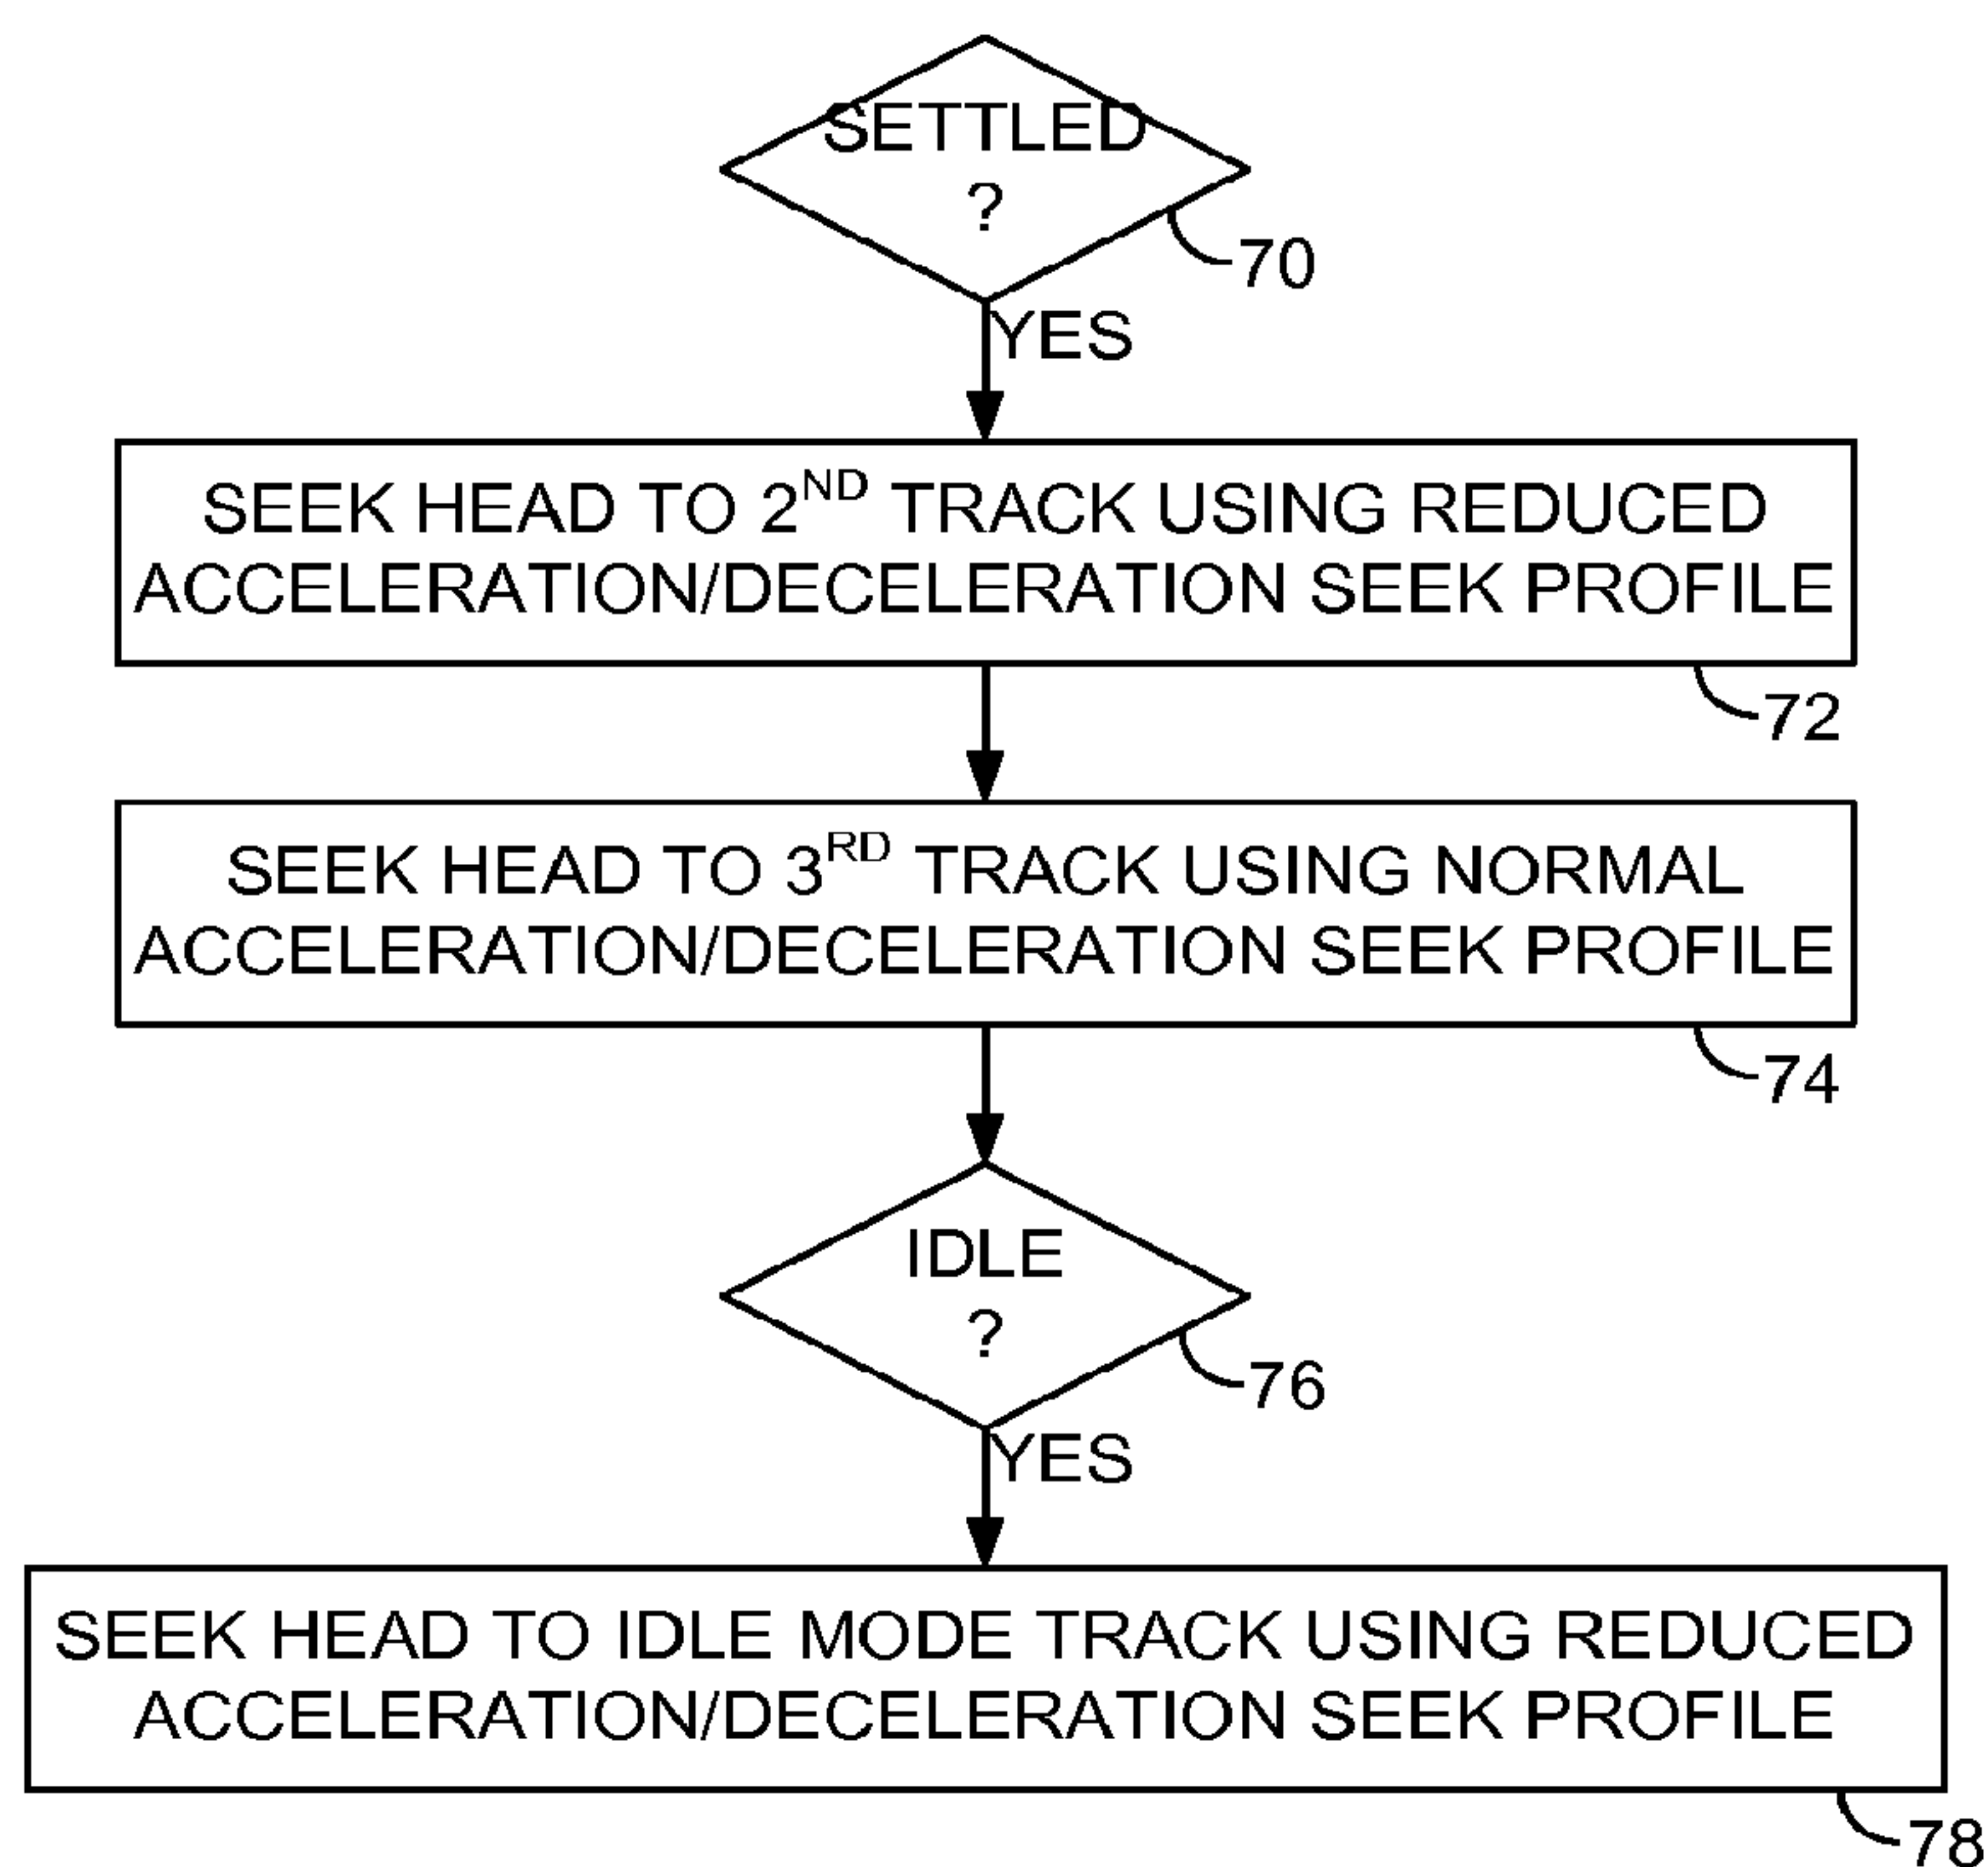 SETTLED
?
70
YES
SEEK HEAD TO 2ND TRACK USING REDUCED
ACCELERATION/DECELERATION SEEK PROFILE
72
SEEK HEAD TO 3RD TRACK USING NORMAL
ACCELERATION/DECELERATION SEEK PROFILE
74
IDLE
?
76
YES
SEEK HEAD TO IDLE MODE TRACK USING REDUCED
ACCELERATION/DECELERATION SEEK PROFILE
78